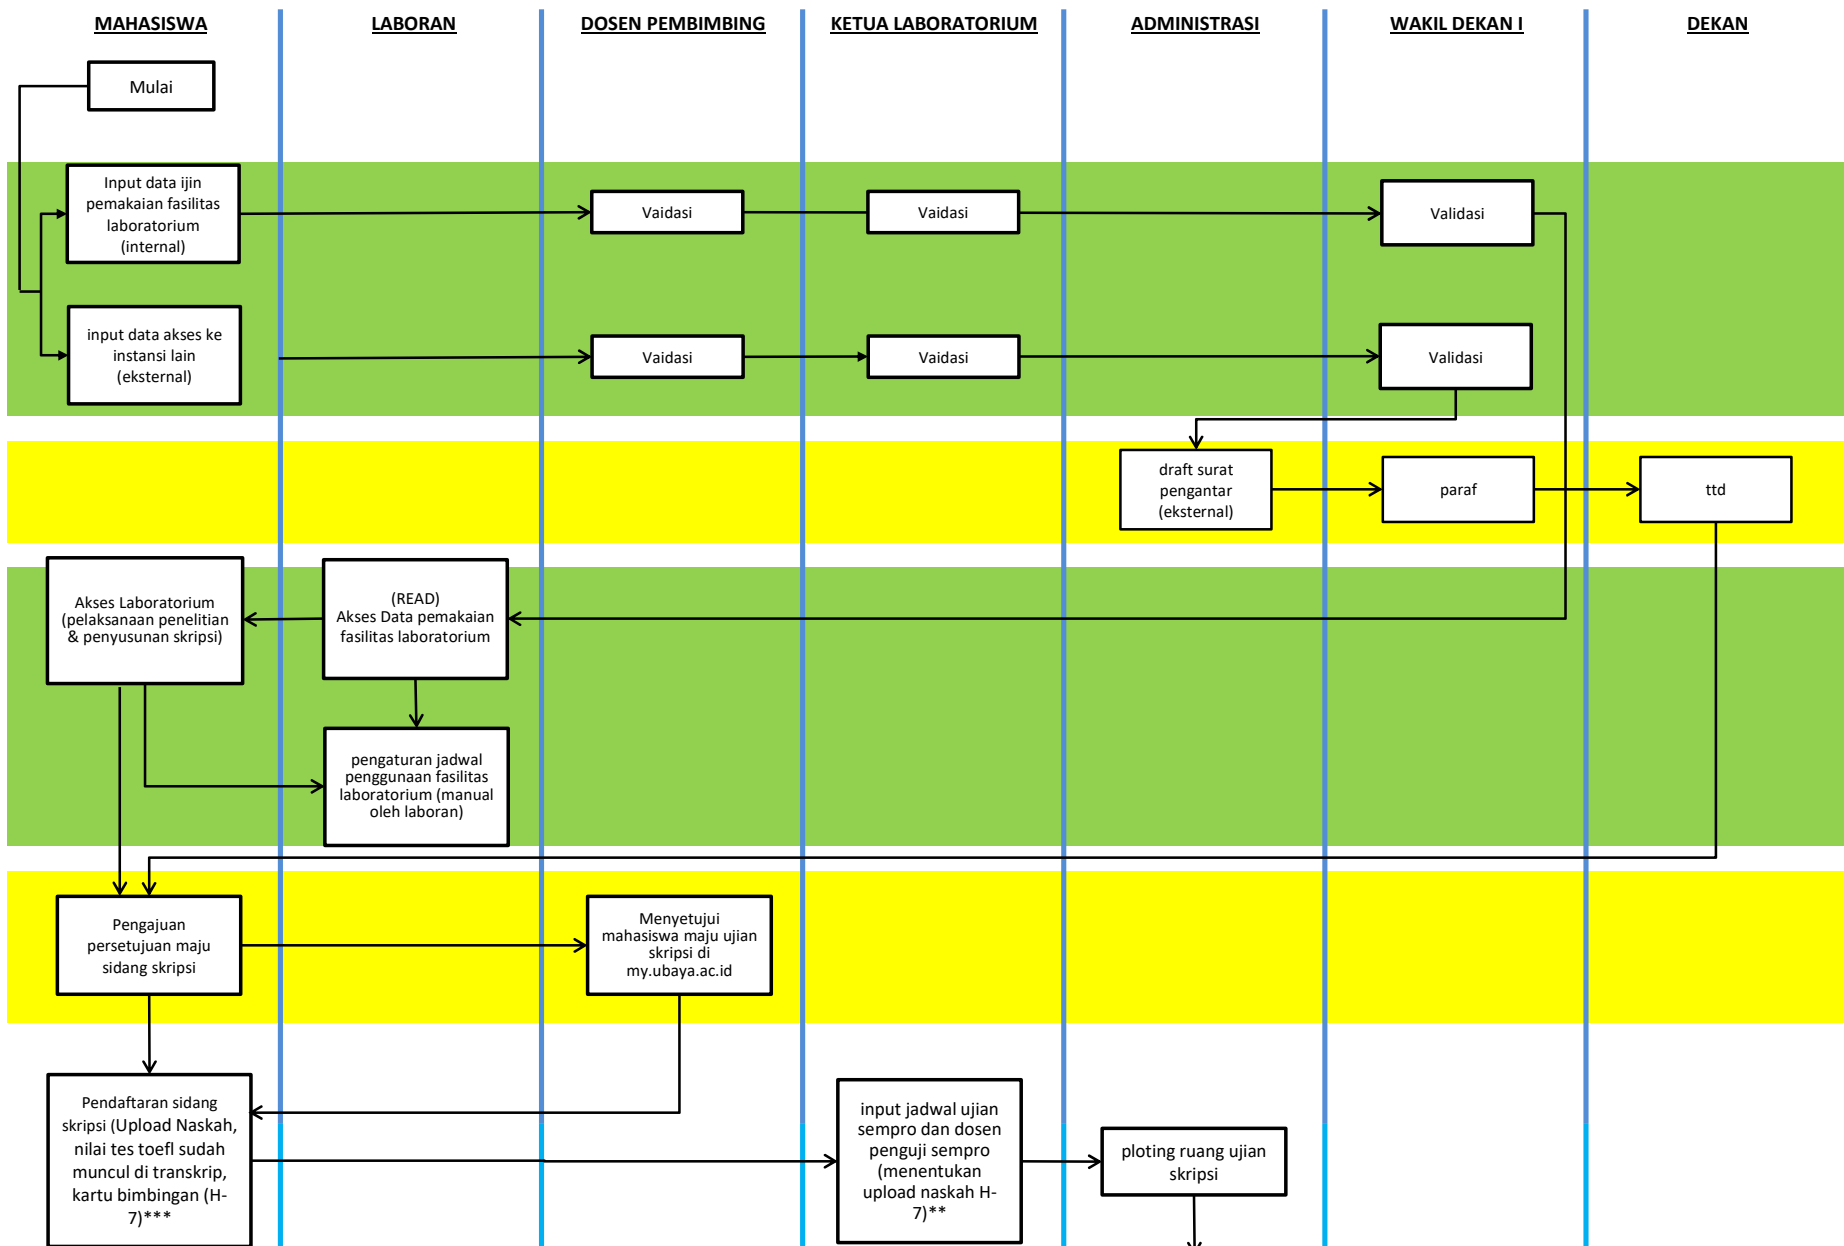 MAHASISWA
LABORAN
DOSEN PEMBIMBING
KETUA LABORATORIUM
ADMINISTRASI
WAKIL DEKAN I
DEKAN
Mulai
Input data ijin
pemakaian fasilitas
laboratorium
(internal)
Vaidasi
Vaidasi
Validasi
input data akses ke
instansi lain
(eksternal)
Vaidasi
Vaidasi
Validasi
draft surat
pengantar
(eksternal)
paraf
ttd
Akses Laboratorium
(pelaksanaan penelitian
& penyusunan skripsi)
(READ)
Akses Data pemakaian
fasilitas laboratorium
pengaturan jadwal
penggunaan fasilitas
laboratorium (manual
oleh laboran)
Pengajuan
persetujuan maju
sidang skripsi
Menyetujui
mahasiswa maju ujian
skripsi di
my.ubaya.ac.id
Pendaftaran sidang
skripsi (Upload Naskah,
nilai tes toefl sudah
muncul di transkrip,
kartu bimbingan (H-
7)***
input jadwal ujian
sempro dan dosen
penguji sempro
(menentukan
upload naskah H-
7)**
ploting ruang ujian
skripsi